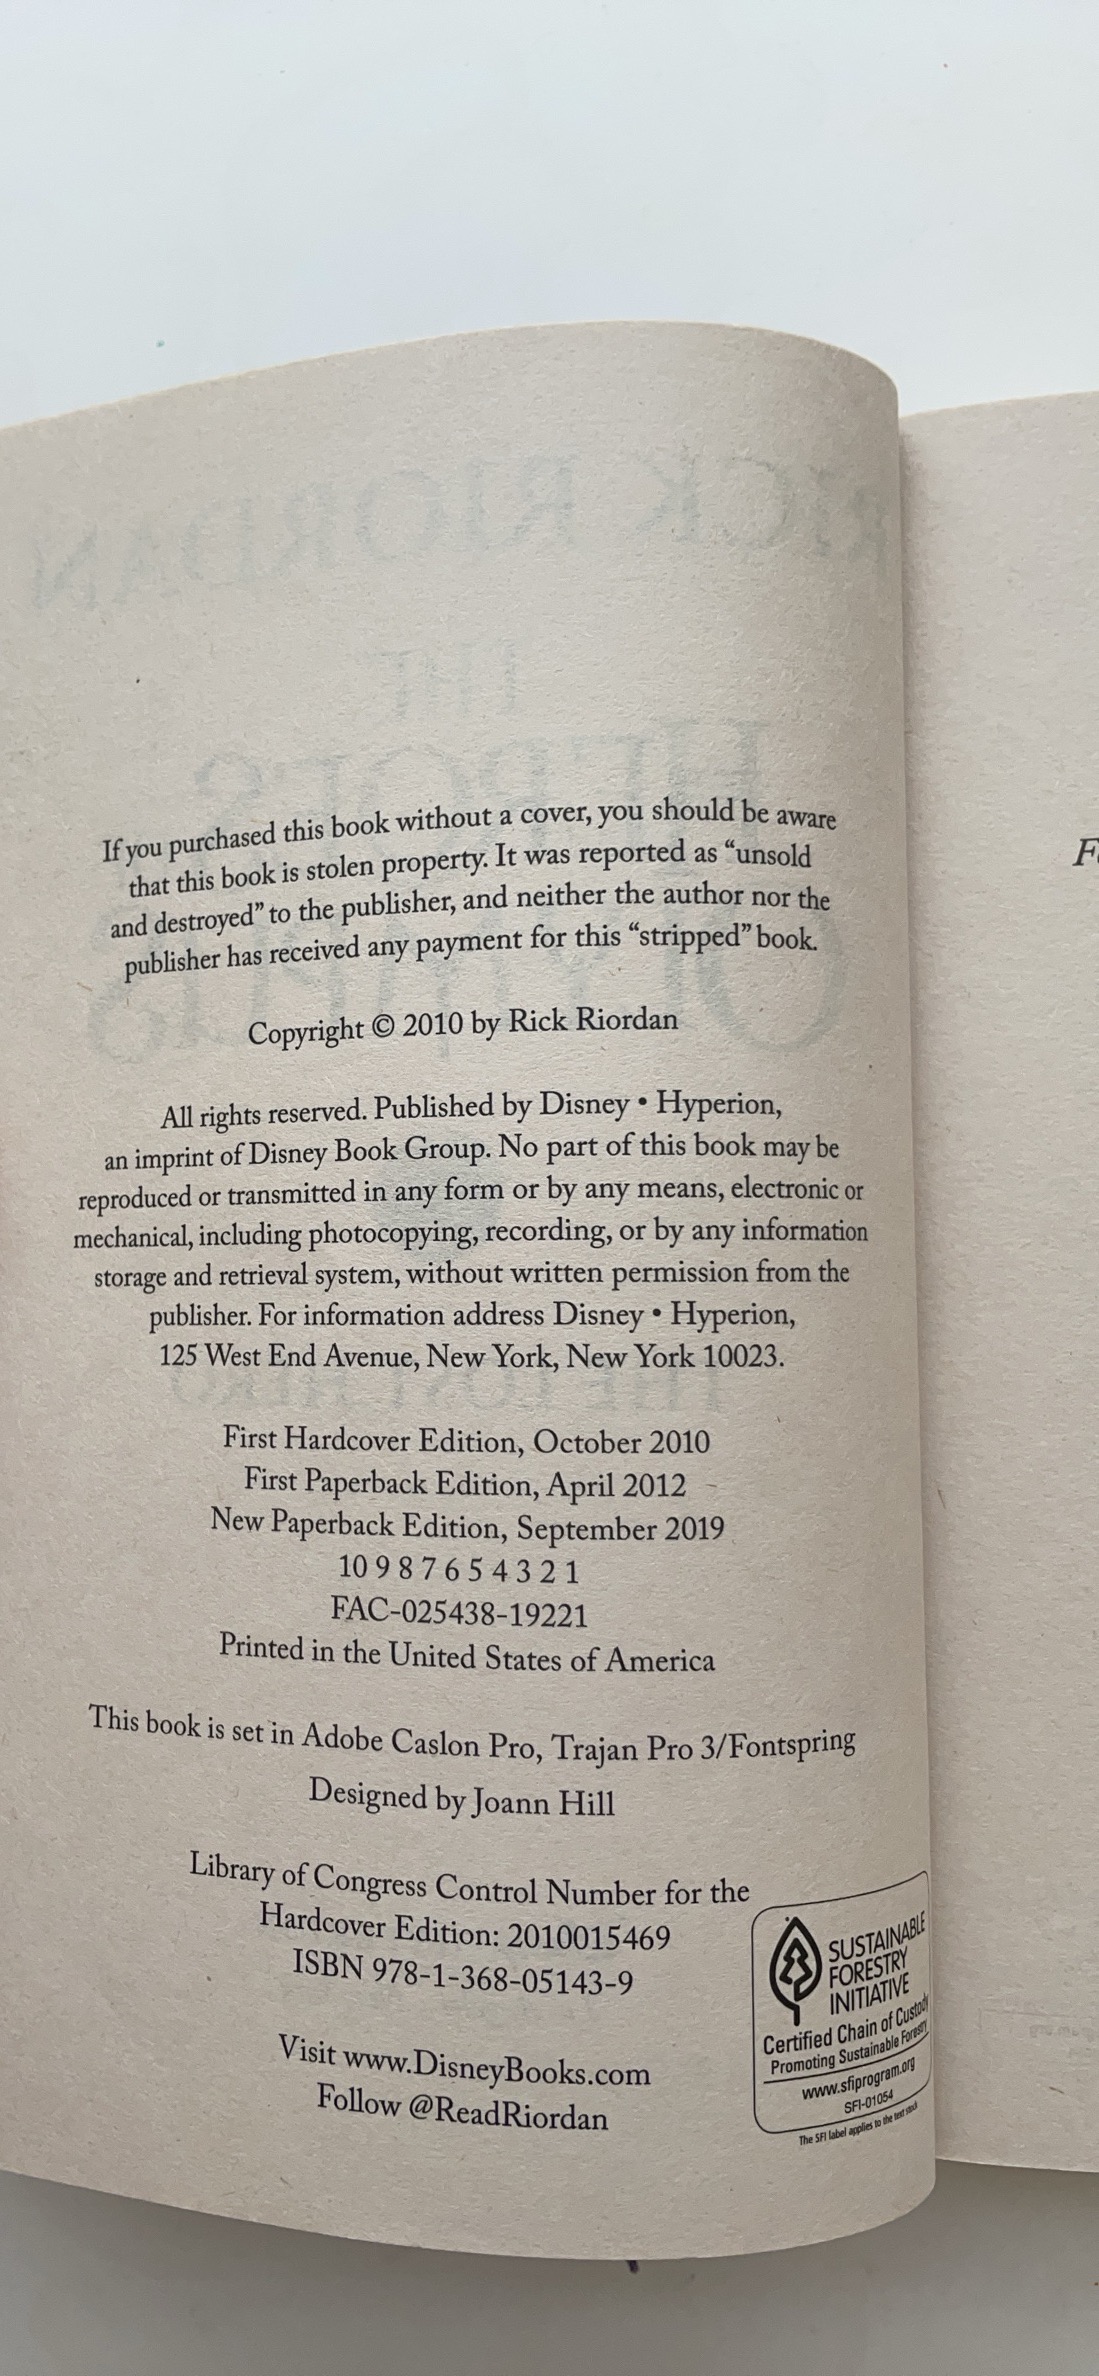 RICK RIORDAN
THE
HEROES
OLYMPUS
If you purchased this book without a cover, you should be aware
that this book is stolen property. It was reported as “unsold
and destroyed” to the publisher, and neither the author nor the
publisher has received any payment for this “stripped” book.
Copyright © 2010 by Rick Riordan
All rights reserved. Published by Disney • Hyperion,
an imprint of Disney Book Group. No part of this book may be
reproduced or transmitted in any form or by any means, electronic or
mechanical, including photocopying, recording, or by any information
storage and retrieval system, without written permission from the
publisher. For information address Disney • Hyperion,
125 West End Avenue, New York, New York 10023.
First Hardcover Edition, October 2010
First Paperback Edition, April 2012
New Paperback Edition, September 2019
10 9 8 7 6 5 4 3 2 1
FAC-025438-19221
Printed in the United States of America
This book is set in Adobe Caslon Pro, Trajan Pro 3/Fontspring
Designed by Joann Hill
Library of Congress Control Number for the
Hardcover Edition: 2010015469
ISBN 978-1-368-05143-9
Visit www.DisneyBooks.com
Follow @ReadRiordan
SUSTAINABLE
FORESTRY
INITIATIVE
Certified Chain of Custody
Promoting Sustainable Forestry
www.sfiprogram.org
SFI-01054
The SFI label applies to the text stock